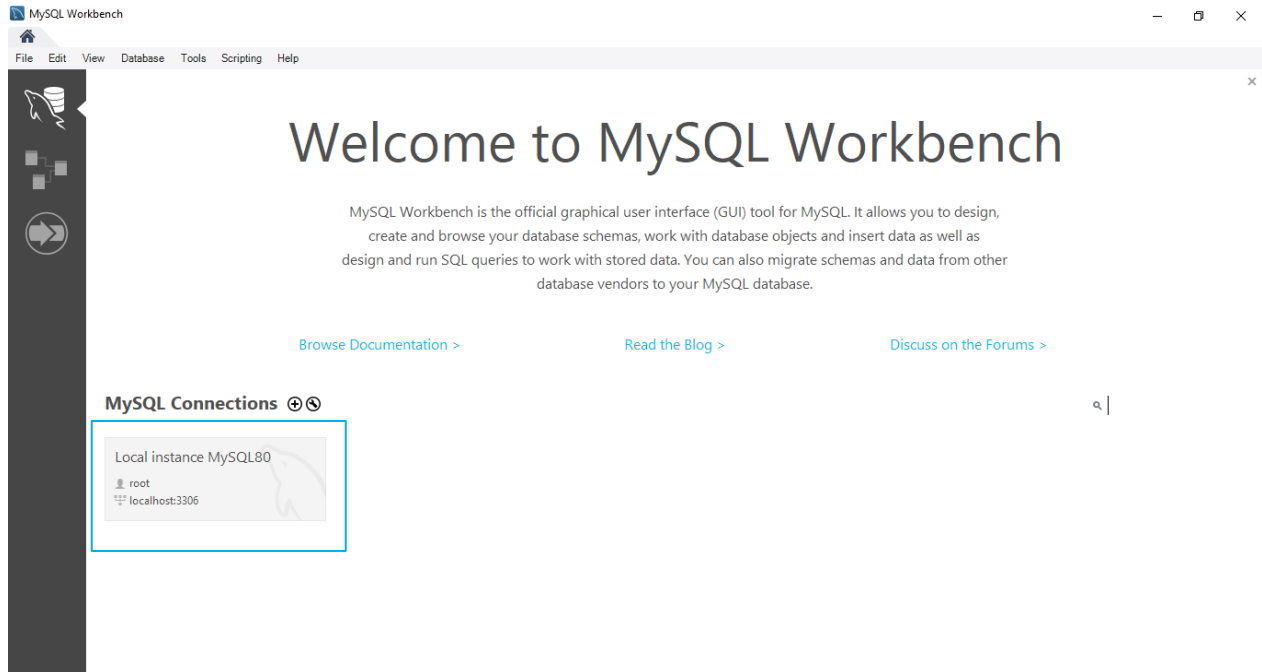 MySQL Workbench
File Edit View Database Tools Scripting Help
Welcome to MySQL Workbench
MySQL Workbench is the official graphical user interface (GUI) tool for MySQL. It allows you to design,
create and browse your database schemas, work with database objects and insert data as well as
design and run SQL queries to work with stored data. You can also migrate schemas and data from other
database vendors to your MySQL database.
Browse Documentation > Read the Blog > Discuss on the Forums >
MySQL Connections
Local instance MySQL80
root
localhost:3306